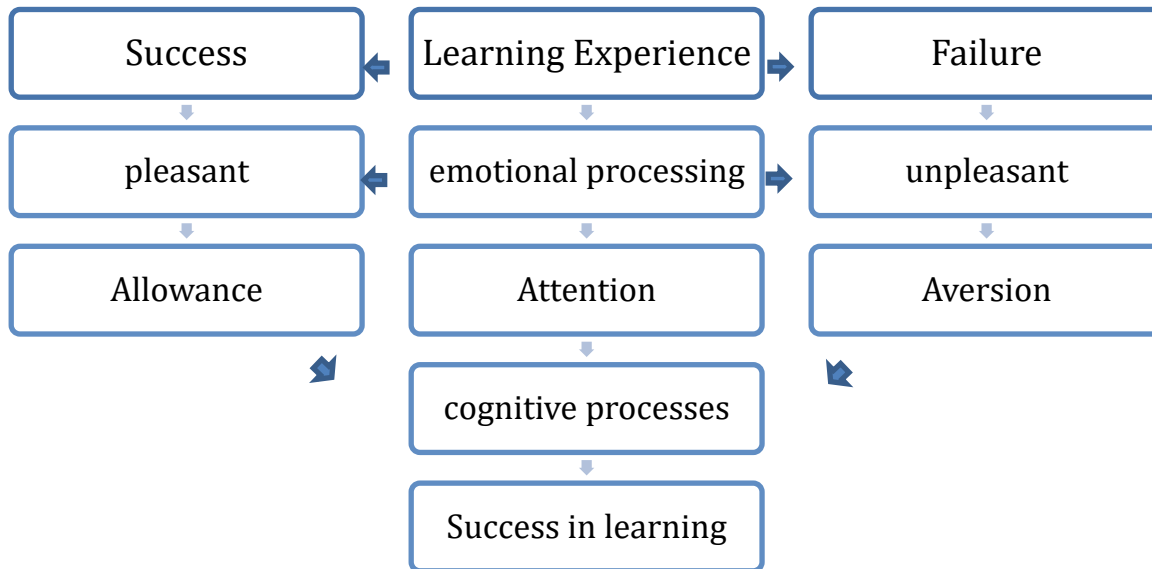 Success
Learning Experience
Failure
pleasant
emotional processing
unpleasant
Allowance
Attention
Aversion
cognitive processes
Success in learning